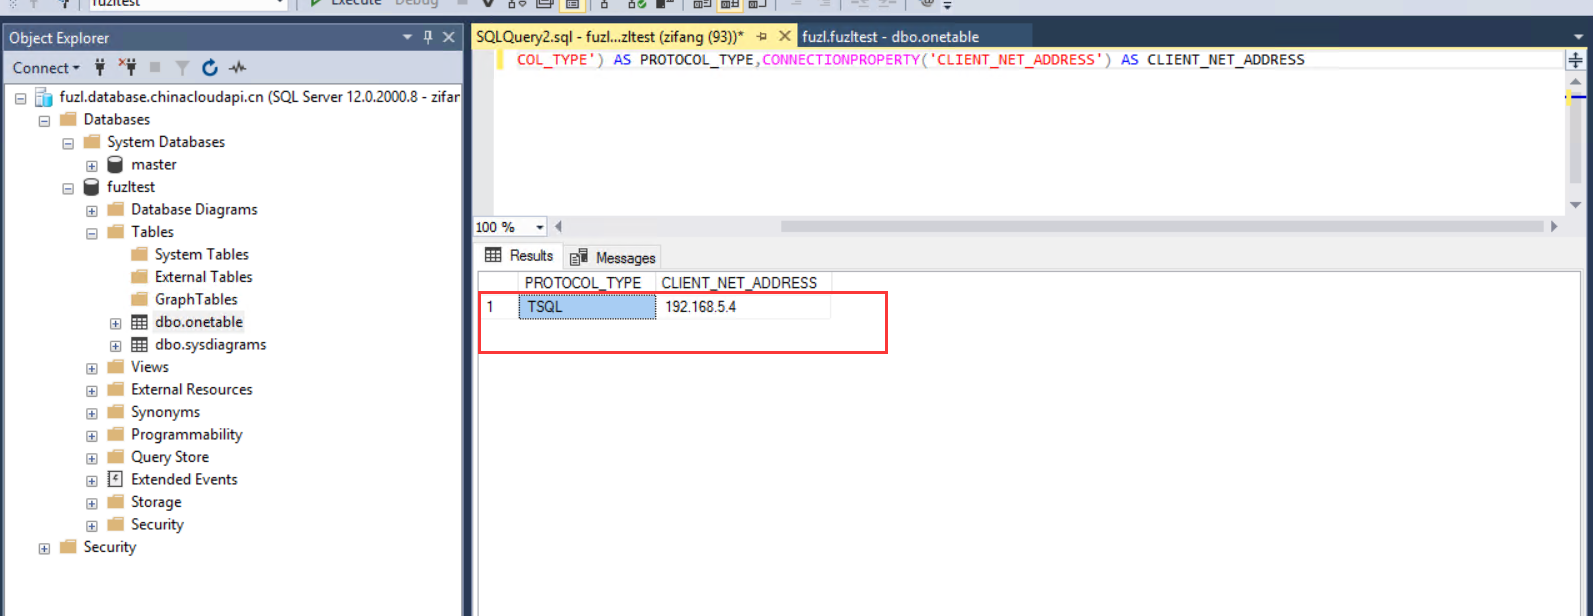 fuzltest
Execute
Debug
Object Explorer
Connect
fuzl.database.chinacloudapi.cn (SQL Server 12.0.2000.8 - zifan
Databases
System Databases
master
fuzltest
Database Diagrams
Tables
System Tables
External Tables
GraphTables
dbo.onetable
dbo.sysdiagrams
Views
External Resources
Synonyms
Programmability
Query Store
Extended Events
Storage
Security
Security
SQLQuery2.sql - fuzl...zltest (zifang (93))*
fuzl.fuzltest - dbo.onetable
COL_TYPE') AS PROTOCOL_TYPE,CONNECTIONPROPERTY('CLIENT_NET_ADDRESS') AS CLIENT_NET_ADDRESS
100 %
Results
Messages
PROTOCOL_TYPE CLIENT_NET_ADDRESS
1 TSQL 192.168.5.4